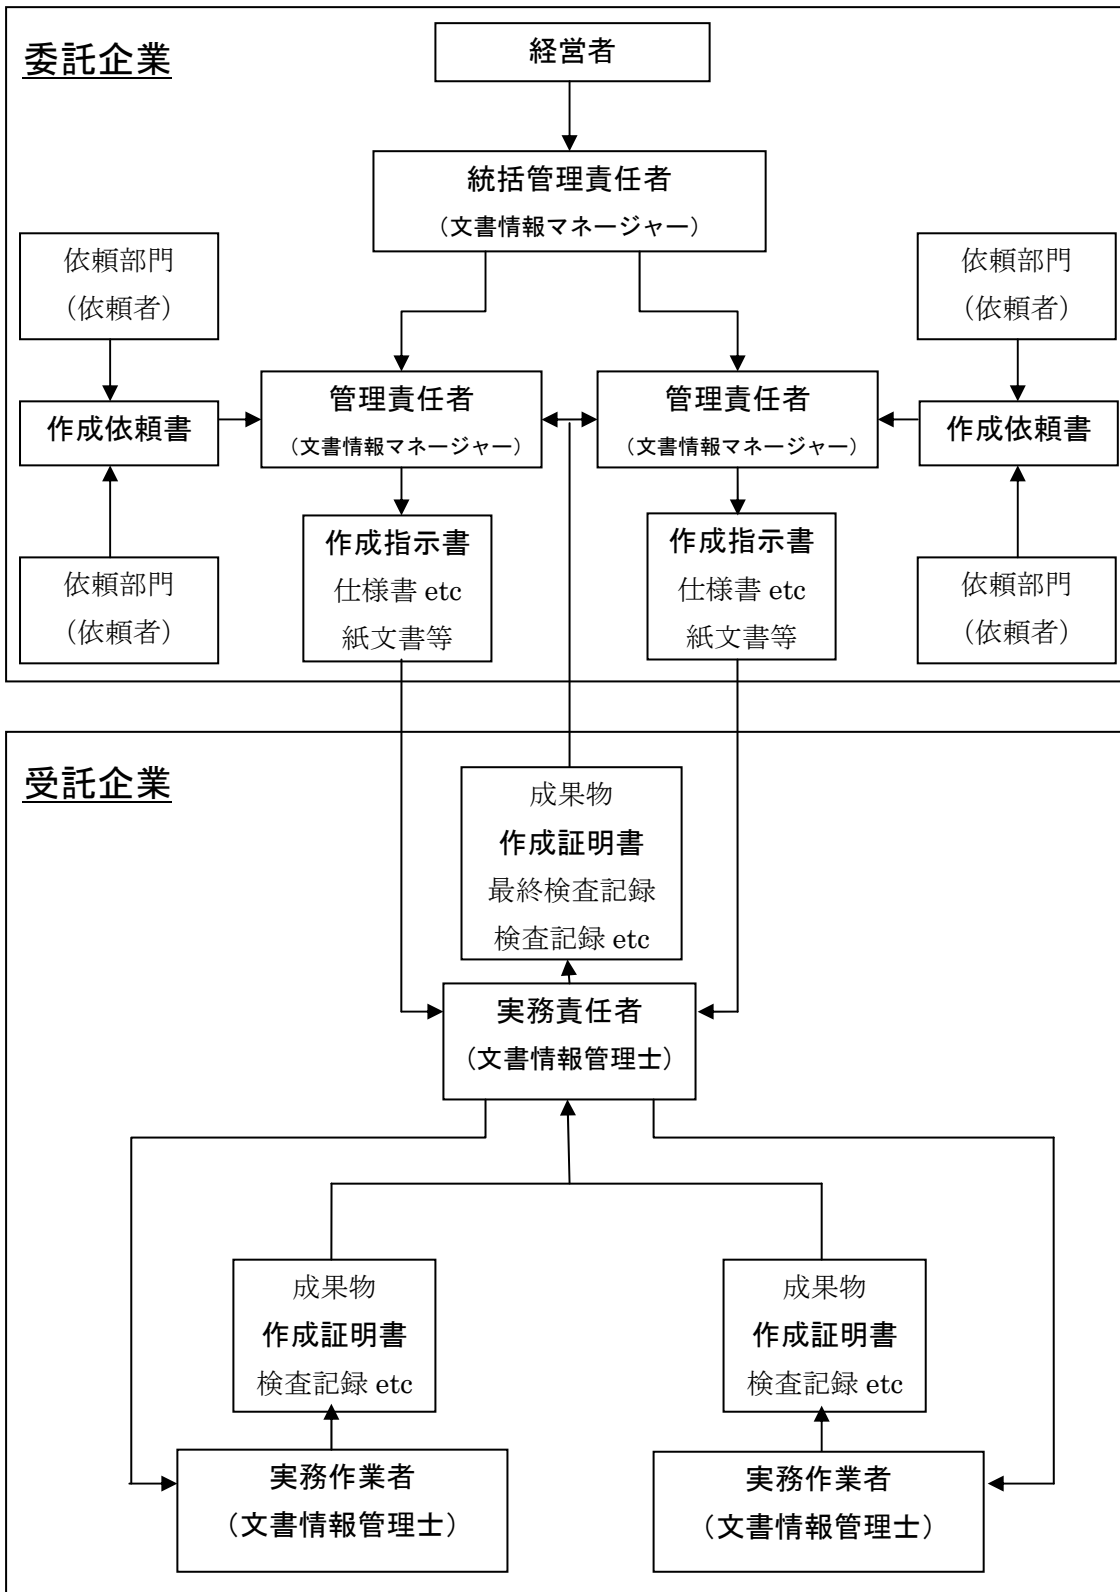 委託企業
経営者
統括管理責任者
（文書情報マネージャー）
依頼部門
（依頼者）
依頼部門
（依頼者）
作成依頼書
管理責任者
（文書情報マネージャー）
管理責任者
（文書情報マネージャー）
作成依頼書
依頼部門
（依頼者）
作成指示書
仕様書 etc
紙文書等
作成指示書
仕様書 etc
紙文書等
依頼部門
（依頼者）
受託企業
成果物
作成証明書
最終検査記録
検査記録 etc
実務責任者
（文書情報管理士）
成果物
作成証明書
検査記録 etc
成果物
作成証明書
検査記録 etc
実務作業者
（文書情報管理士）
実務作業者
（文書情報管理士）